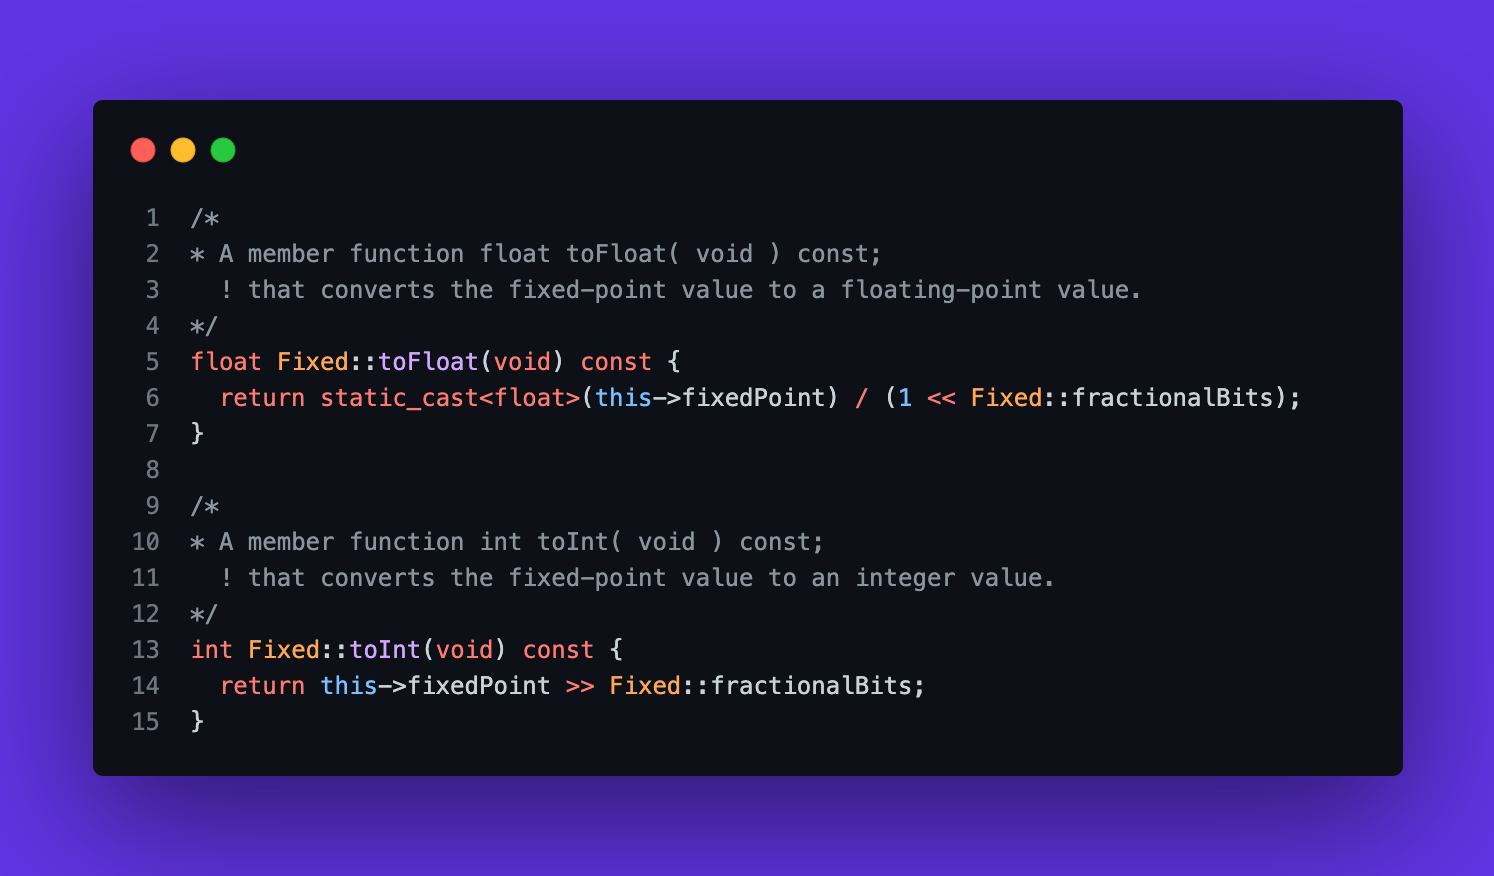 1 /*
2 * A member function float toFloat( void ) const;
3   ! that converts the fixed-point value to a floating-point value.
4 */
5 float Fixed::toFloat(void) const {
6   return static_cast<float>(this->fixedPoint) / (1 << Fixed::fractionalBits);
7 }
8
9 /*
10 * A member function int toInt( void ) const;
11   ! that converts the fixed-point value to an integer value.
12 */
13 int Fixed::toInt(void) const {
14   return this->fixedPoint >> Fixed::fractionalBits;
15 }